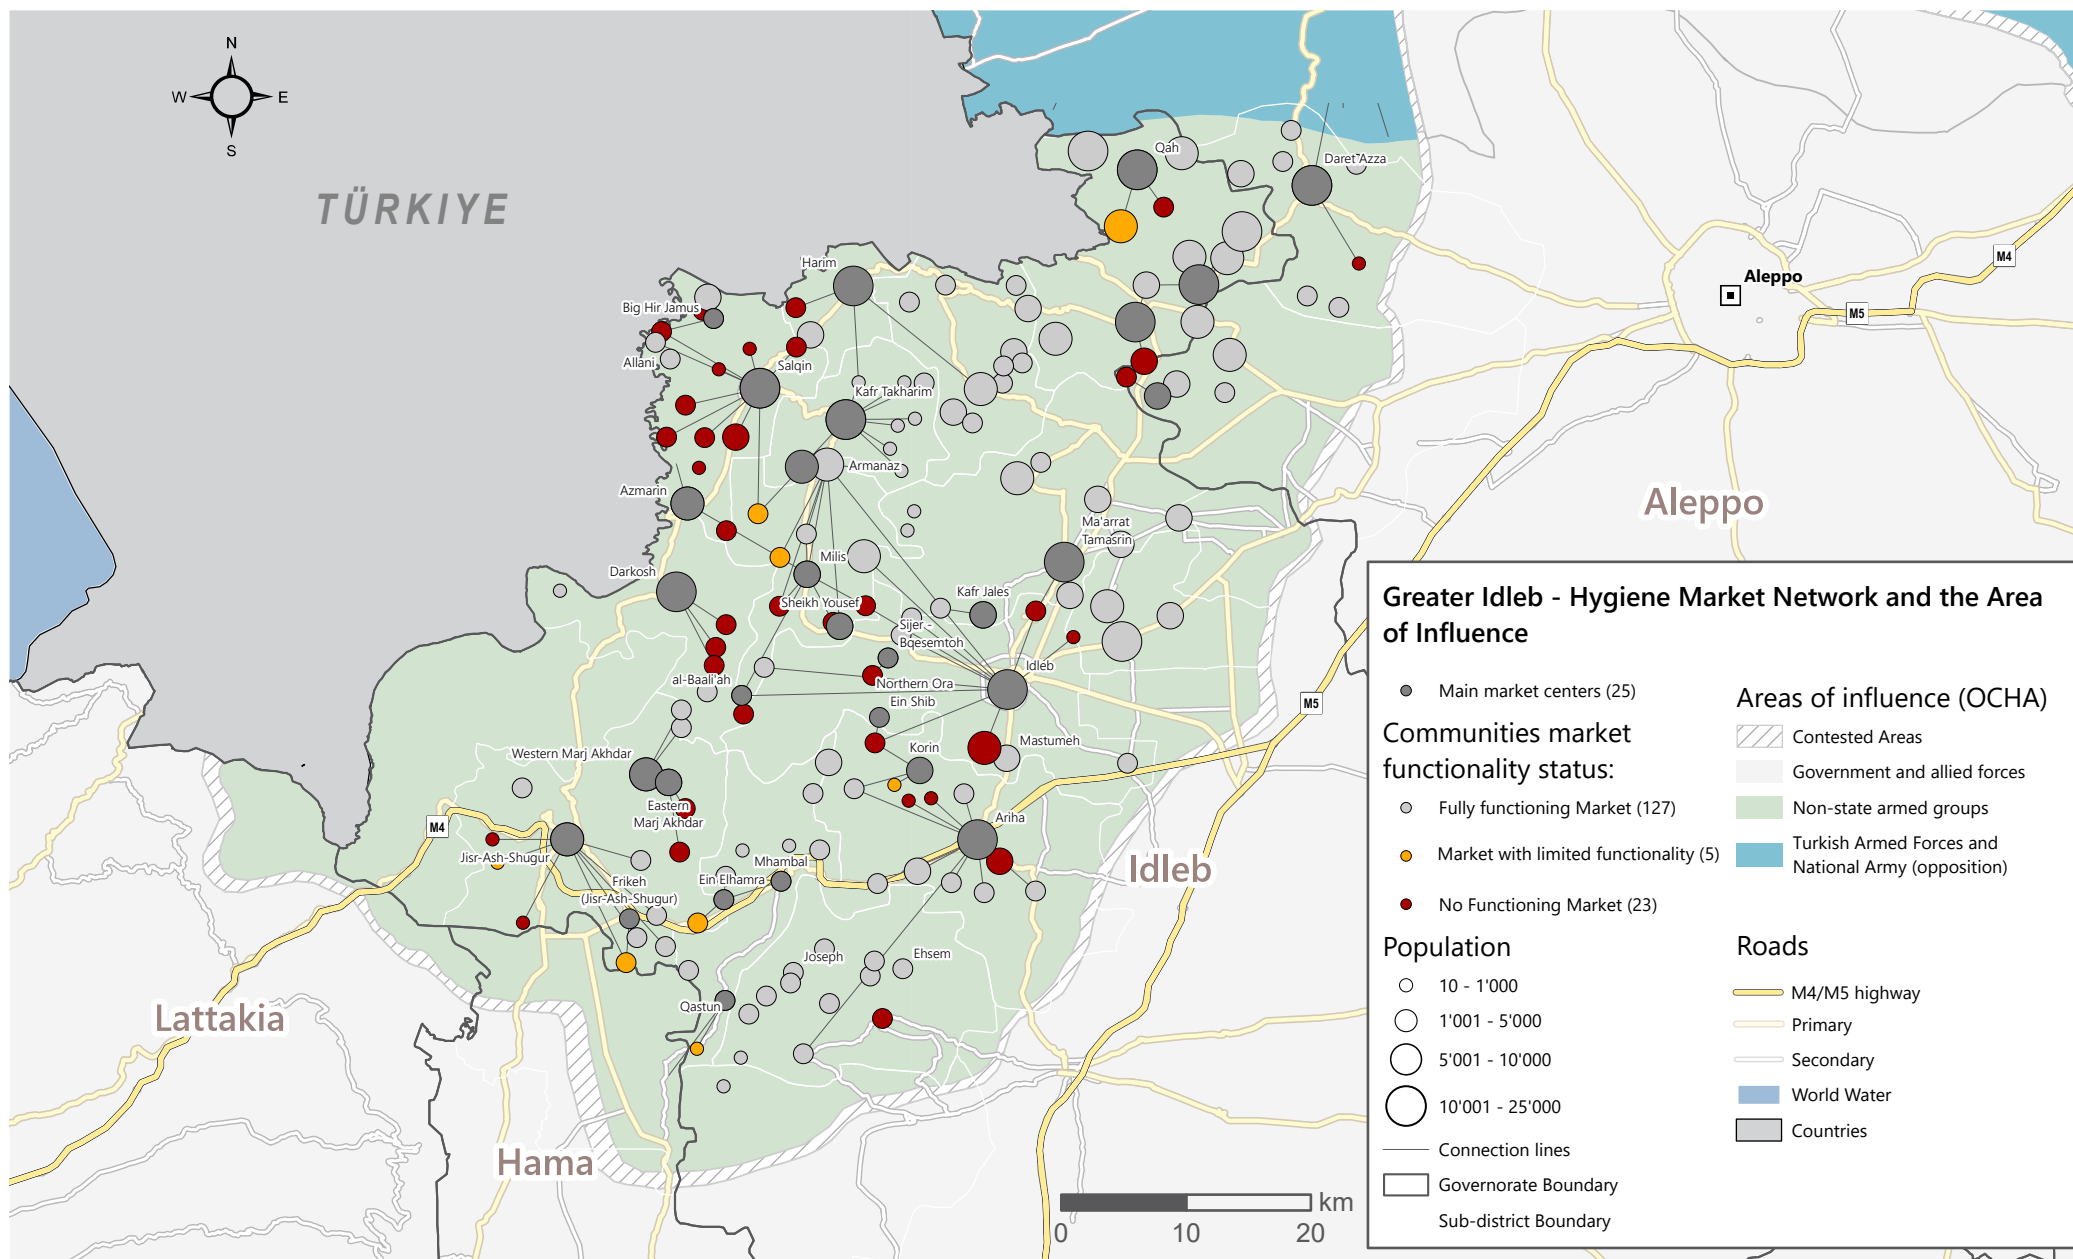 N
W
E
S
TÜRKIYE
Qah
Daret Azza
Harim
Big Hir Jamus
Allani
Salqin
Kafr Takharim
Armanaz
Azmarin
Ma'arrat
Tamasrin
Milis
Darkosh
Sheikh Yousef
Kafr Jales
Sijer -
Bqesemtoh
Idleb
al-Baali'ah
Northern Ora
Ein Shib
Western Marj Akhdar
Korin
Mastumeh
Eastern
Marj Akhdar
Ariha
Jisr-Ash-Shugur
Mhambal
Frikeh
(Jisr-Ash-Shugur)
Ein Elhamra
Joseph
Ehsem
Qastun
M4
M4
M5
M5
Aleppo
Aleppo
Idleb
Lattakia
Hama
km
0
10
20
Greater Idleb - Hygiene Market Network and the Area
of Influence
Main market centers (25)
Communities market
functionality status:
Fully functioning Market (127)
Market with limited functionality (5)
No Functioning Market (23)
Population
10 - 1'000
1'001 - 5'000
5'001 - 10'000
10'001 - 25'000
Connection lines
Governorate Boundary
Sub-district Boundary
Areas of influence (OCHA)
Contested Areas
Government and allied forces
Non-state armed groups
Turkish Armed Forces and
National Army (opposition)
Roads
M4/M5 highway
Primary
Secondary
World Water
Countries